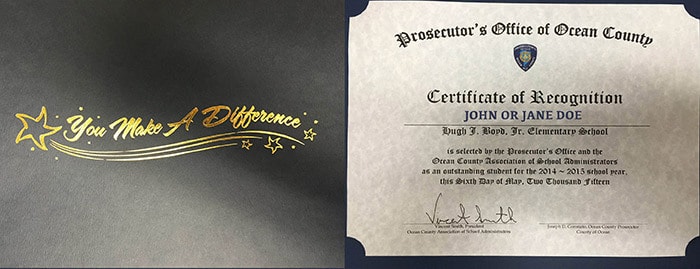 You Make A Difference
Prosecutor's Office of Ocean County
Certificate of Recognition
JOHN OR JANE DOE
Hugh J. Boyd, Jr. Elementary School
is selected by the Prosecutor's Office and the
Ocean County Association of School Administrators
as an outstanding student for the 2014 ~ 2015 school year,
this Sixth Day of May, Two Thousand Fifteen
Vincent Smith
Vincent Smith, President
Ocean County Association of School Administrators
Joseph D. Coronato, Ocean County Prosecutor
County of Ocean